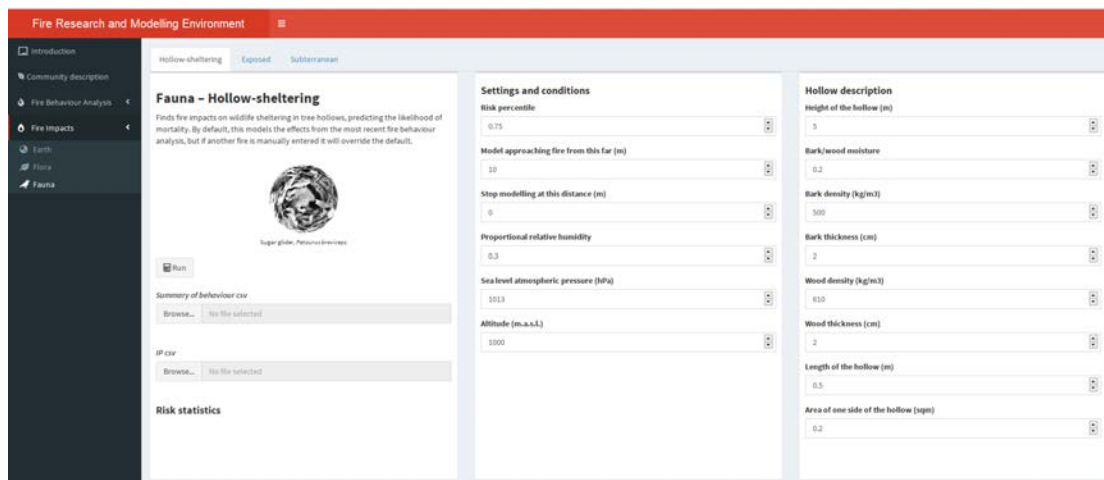 Fire Research and Modelling Environment
Introduction
Community description
Fire Behaviour Analysis
Fire Impacts
Earth
Flora
Fauna
Hollow-sheltering
Exposed
Subterranean
Fauna – Hollow-sheltering
Finds fire impacts on wildlife sheltering in tree hollows, predicting the likelihood of
mortality. By default, this models the effects from the most recent fire behaviour
analysis, but if another fire is manually entered it will override the default.
Sugar glider, Petaurus breviceps
Run
Summary of behaviour csv
Browse... No file selected
IP csv
Browse... No file selected
Risk statistics
Settings and conditions
Risk percentile
0.75
Model approaching fire from this far (m)
10
Stop modelling at this distance (m)
0
Proportional relative humidity
0.3
Sea level atmospheric pressure (hPa)
1013
Altitude (m.a.s.l.)
1000
Hollow description
Height of the hollow (m)
5
Bark/wood moisture
0.2
Bark density (kg/m3)
500
Bark thickness (cm)
2
Wood density (kg/m3)
810
Wood thickness (cm)
2
Length of the hollow (m)
0.5
Area of one side of the hollow (sqm)
0.2